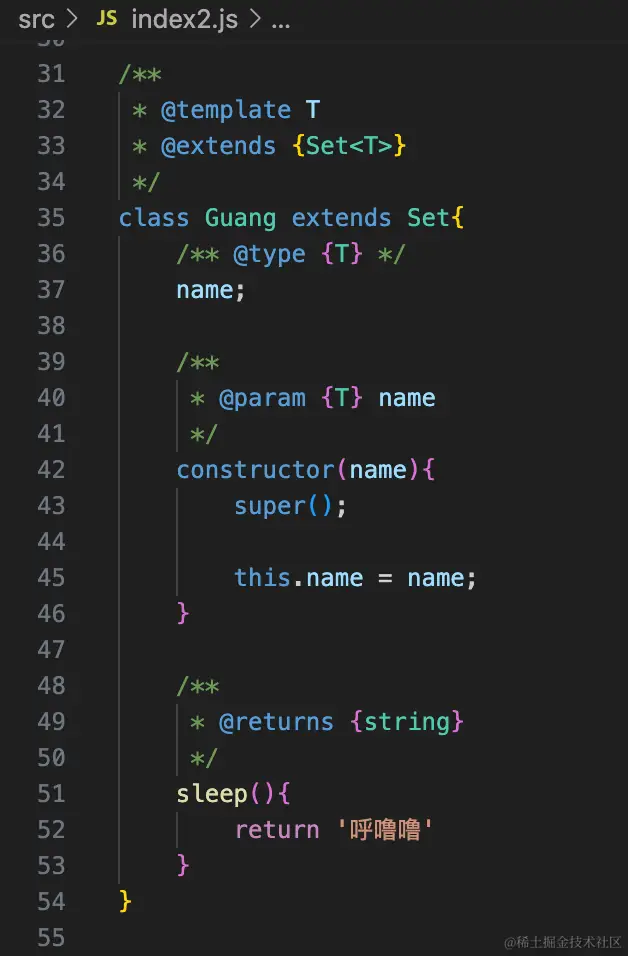 src > JS index2.js > ...
31 /**
32 * @template T
33 * @extends {Set<T>}
34 */
35 class Guang extends Set{
36 /** @type {T} */
37 name;
38
39 /**
40 * @param {T} name
41 */
42 constructor(name){
43 super();
44
45 this.name = name;
46 }
47
48 /**
49 * @returns {string}
50 */
51 sleep(){
52 return '呼噜噜'
53 }
54 }
55
@稀土掘金技术社区